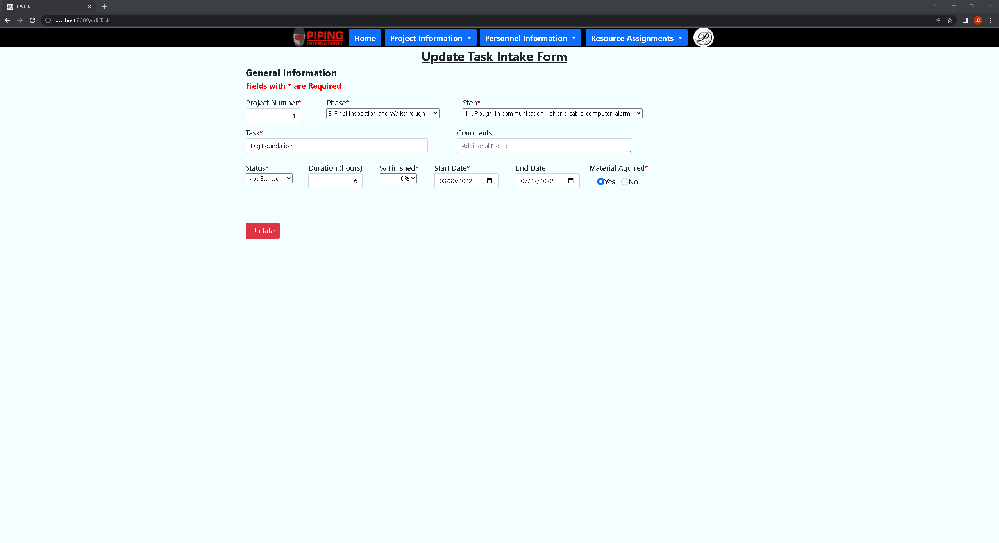 T.A.P.I.
localhost:8080/editTask
JZ
PIPING
INTERNATIONAL
Home
Project Information
Personnel Information
Resource Assignments
Update Task Intake Form
General Information
Fields with * are Required
Project Number* Phase* Step*
1 8. Final Inspection and Walkthrough 11. Rough-in communication - phone, cable, computer, alarm
Task* Comments
Dig Foundation Additional Notes
Status* Duration (hours) % Finished* Start Date* End Date Material Aquired*
Not-Started 6 0% 03/30/2022 07/22/2022 Yes No
Update